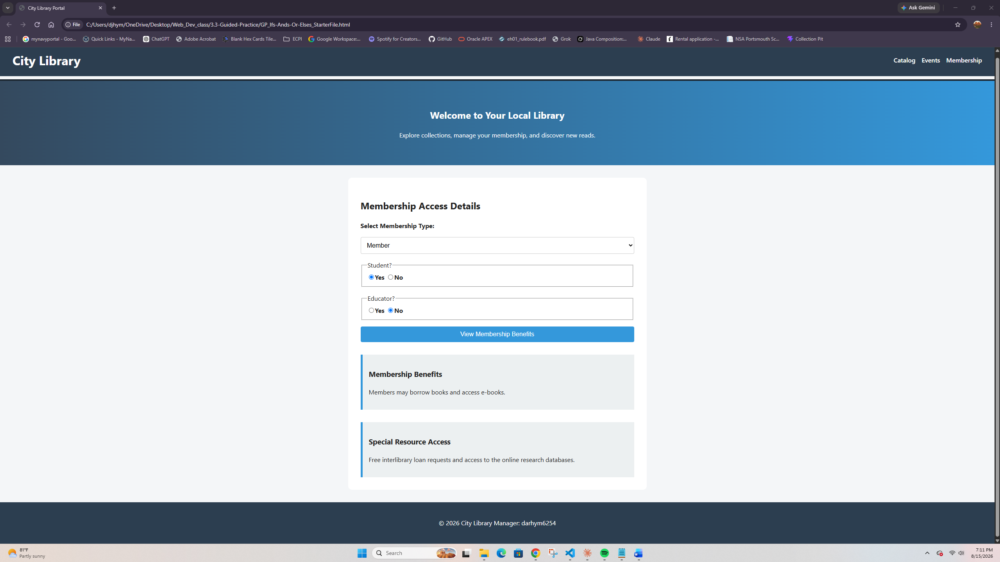 City Library Portal
Ask Gemini
File C:/Users/djhym/OneDrive/Desktop/Web_Dev_class/3.3-Guided-Practice/GP_Ifs-Ands-Or-Elses_StarterFile.html
mynavyportal - Goo... Quick Links - MyNa... ChatGPT Adobe Acrobat Blank Hex Cards Tile... ECPI Google Workspace:... Spotify for Creators... GitHub Oracle APEX eh01_rulebook.pdf Grok Java Composition:... Claude Rental application -... NSA Portsmouth Sc... Collection Pit
City Library
Catalog Events Membership
Welcome to Your Local Library
Explore collections, manage your membership, and discover new reads.
Membership Access Details
Select Membership Type:
Member
Student?
Yes No
Educator?
Yes No
View Membership Benefits
Membership Benefits
Members may borrow books and access e-books.
Special Resource Access
Free interlibrary loan requests and access to the online research databases.
© 2026 City Library Manager: darhym6254
81°F
Partly sunny
Search
7:11 PM
8/15/2026